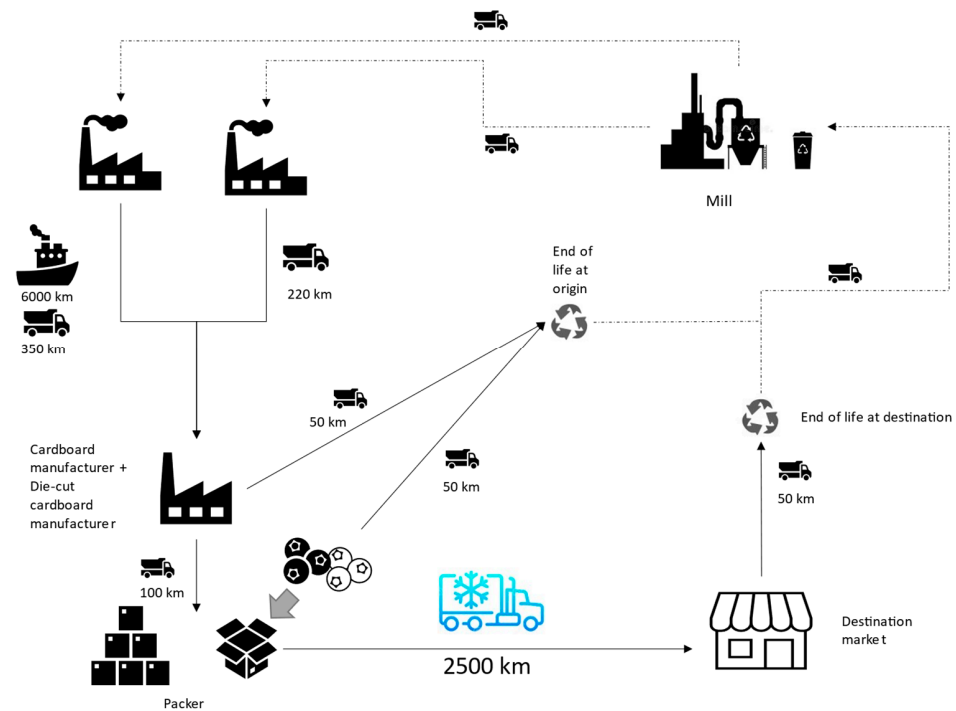 Mill
End of
life at
origin
6000 km
350 km
220 km
50 km
50 km
End of life at destination
50 km
Cardboard
manufacturer +
Die-cut
cardboard
manufacturer
100 km
2500 km
Destination
market
Packer